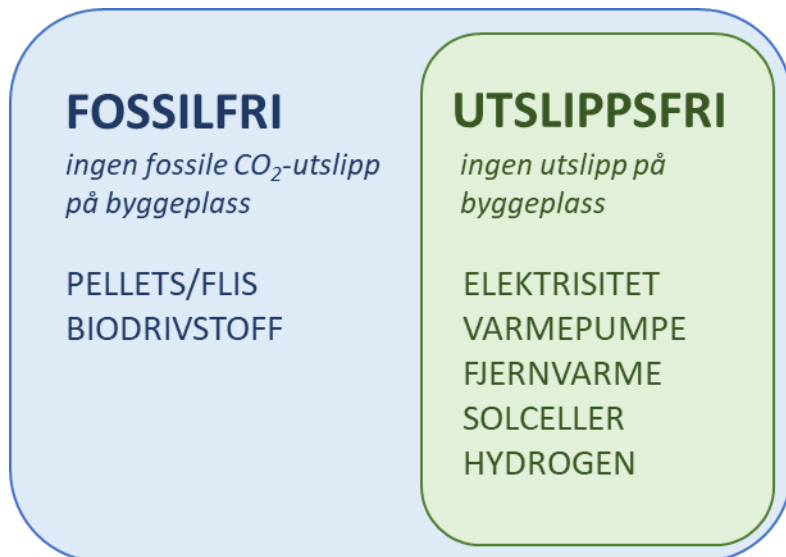 FOSSILFRI
ingen fossile CO₂-utslipp
på byggeplass
PELLETS/FLIS
BIODRIVSTOFF
UTSLIPPSFRI
ingen utslipp på
byggeplass
ELEKTRISITET
VARMEPUMPE
FJERNVARME
SOLCELLER
HYDROGEN